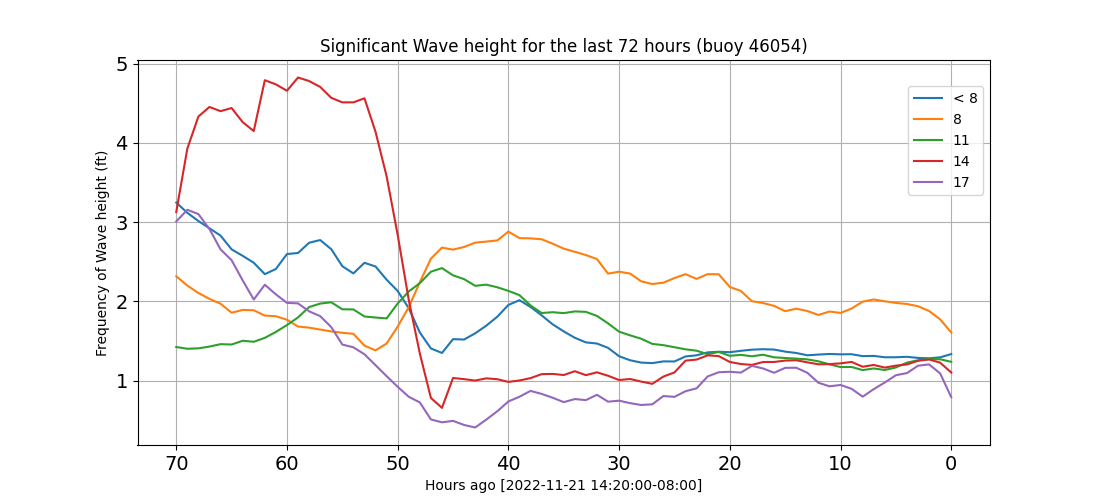 Significant Wave height for the last 72 hours (buoy 46054)
Frequency of Wave height (ft)
5
4
3
2
1
< 8
8
11
14
17
70 60 50 40 30 20 10 0
Hours ago [2022-11-21 14:20:00-08:00]